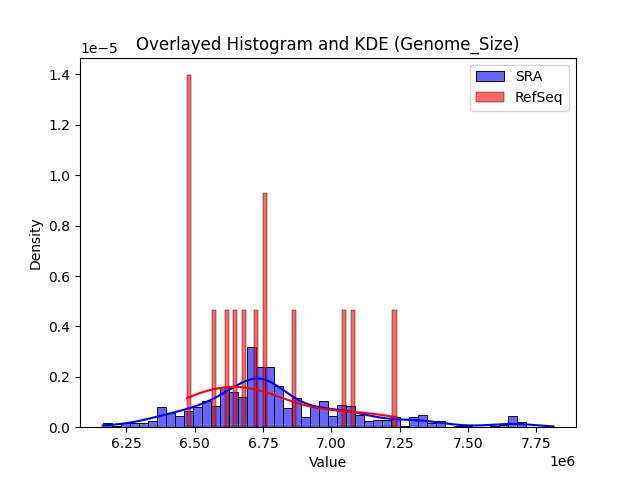 Overlayed Histogram and KDE (Genome_Size)
1e−5
SRA
RefSeq
1.4
1.2
1.0
0.8
0.6
0.4
0.2
0.0
Density
6.25 6.50 6.75 7.00 7.25 7.50 7.75
1e6
Value